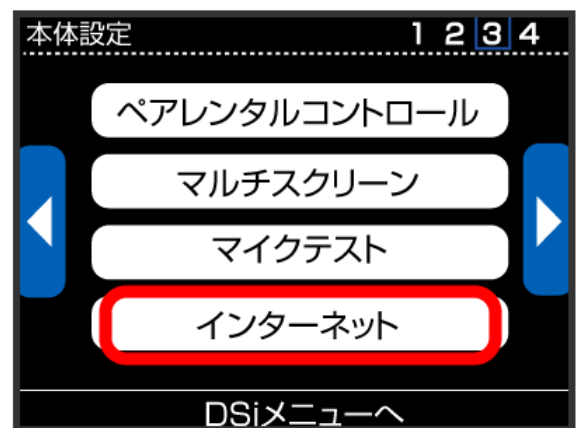 本体設定 1 2 3 4
ペアレンタルコントロール
マルチスクリーン
マイクテスト
インターネット
DSiメニューへ